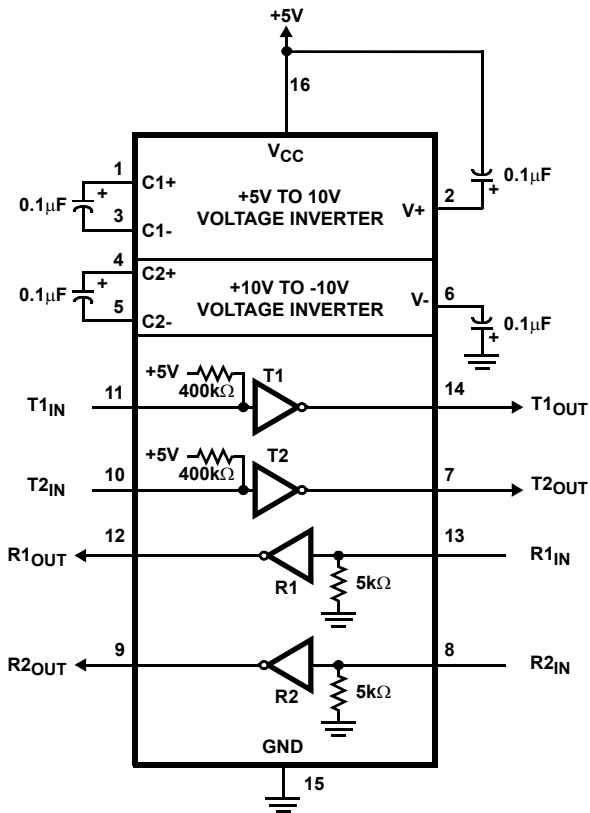 +5V
16
V_CC
1
C1+
+
0.1µF
3
C1-
+5V TO 10V
VOLTAGE INVERTER
V+
2
0.1µF
+
4
C2+
+
0.1µF
5
C2-
+10V TO -10V
VOLTAGE INVERTER
V-
6
0.1µF
+
+5V
400kΩ
T1
T1IN
11
14
T1OUT
+5V
400kΩ
T2
T2IN
10
7
T2OUT
R1OUT
12
13
R1IN
R1
5kΩ
R2OUT
9
8
R2IN
R2
5kΩ
GND
15